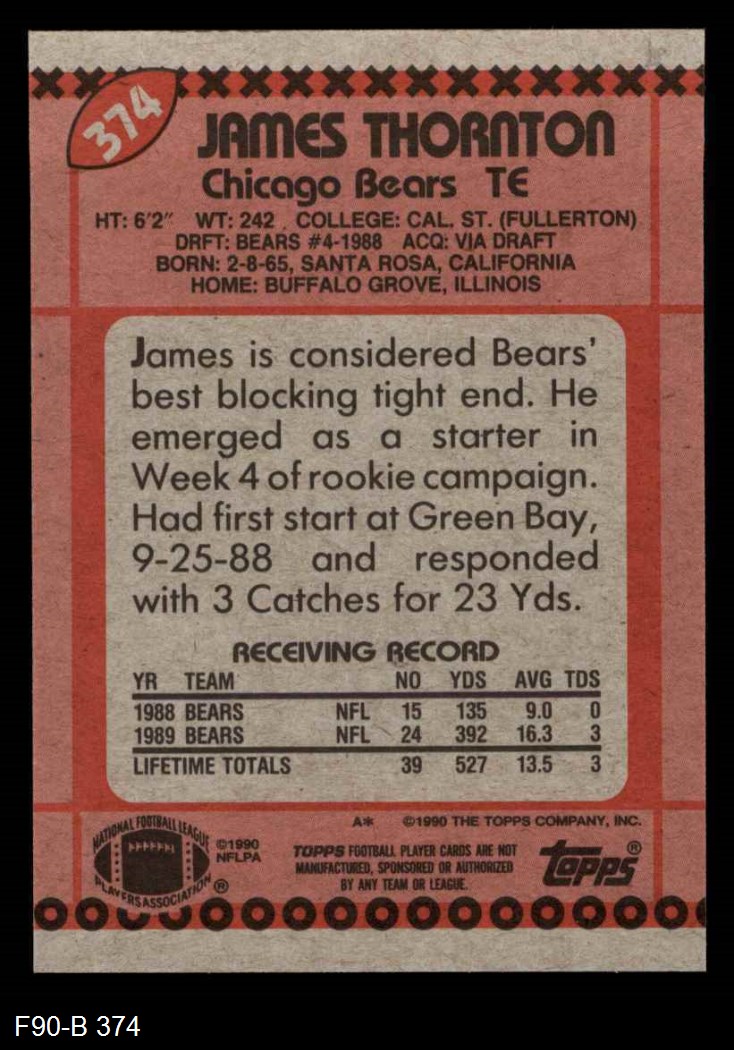 374
JAMES THORNTON
Chicago Bears TE
HT: 6'2" WT: 242 COLLEGE: CAL. ST. (FULLERTON)
DRFT: BEARS #4-1988 ACQ: VIA DRAFT
BORN: 2-8-65, SANTA ROSA, CALIFORNIA
HOME: BUFFALO GROVE, ILLINOIS
James is considered Bears'
best blocking tight end. He
emerged as a starter in
Week 4 of rookie campaign.
Had first start at Green Bay,
9-25-88 and responded
with 3 Catches for 23 Yds.
RECEIVING RECORD
YR TEAM NO YDS AVG TDS
1988 BEARS NFL 15 135 9.0 0
1989 BEARS NFL 24 392 16.3 3
LIFETIME TOTALS 39 527 13.5 3
A* ©1990 THE TOPPS COMPANY, INC.
NATIONAL FOOTBALL LEAGUE
PLAYERS ASSOCIATION ®
©1990
NFLPA
TOPPS FOOTBALL PLAYER CARDS ARE NOT
MANUFACTURED, SPONSORED OR AUTHORIZED
BY ANY TEAM OR LEAGUE.
topps®
F90-B 374